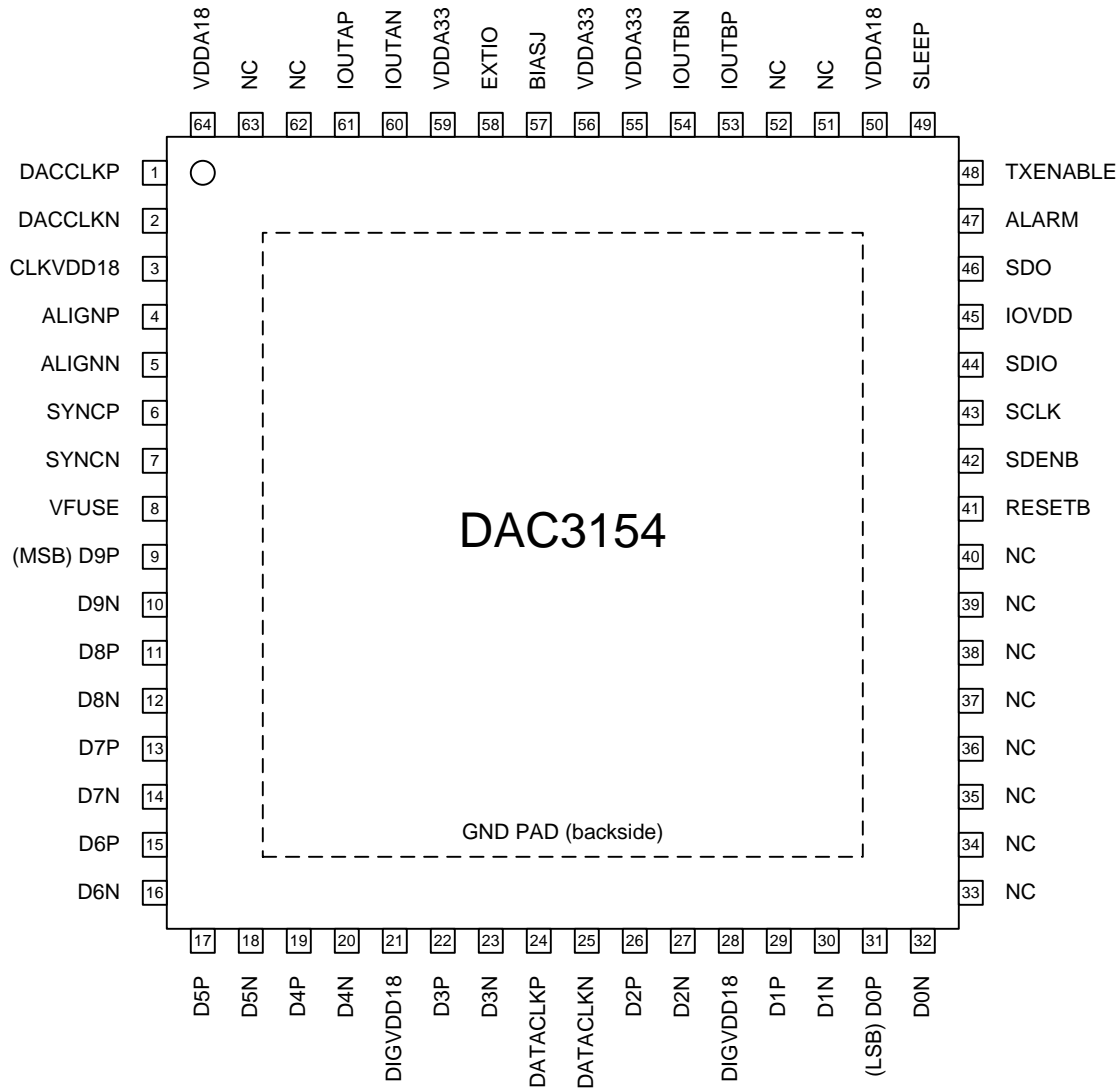 VDDA18
NC
NC
IOUTAP
IOUTAN
VDDA33
EXTIO
BIASJ
VDDA33
VDDA33
IOUTBN
IOUTBP
NC
NC
VDDA18
SLEEP
64 63 62 61 60 59 58 57 56 55 54 53 52 51 50 49
DACCLKP 1
DACCLKN 2
CLKVDD18 3
ALIGNP 4
ALIGNN 5
SYNCP 6
SYNCN 7
VFUSE 8
(MSB) D9P 9
D9N 10
D8P 11
D8N 12
D7P 13
D7N 14
D6P 15
D6N 16
DAC3154
GND PAD (backside)
48 TXENABLE
47 ALARM
46 SDO
45 IOVDD
44 SDIO
43 SCLK
42 SDENB
41 RESETB
40 NC
39 NC
38 NC
37 NC
36 NC
35 NC
34 NC
33 NC
17 18 19 20 21 22 23 24 25 26 27 28 29 30 31 32
D5P
D5N
D4P
D4N
DIGVDD18
D3P
D3N
DATACLKP
DATACLKN
D2P
D2N
DIGVDD18
D1P
D1N
(LSB) D0P
D0N